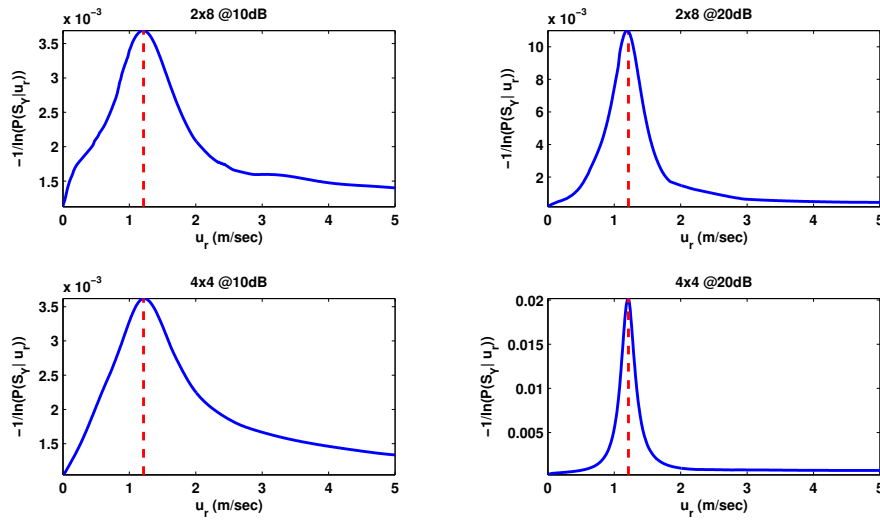 2x8 @10dB
x 10⁻³
3.5
3
2.5
2
1.5
0 1 2 3 4 5
u_r (m/sec)
−1/ln(P(S_Y|u_r))
2x8 @20dB
x 10⁻³
10
8
6
4
2
0 1 2 3 4 5
u_r (m/sec)
−1/ln(P(S_Y| u_r))
4x4 @10dB
x 10⁻³
3.5
3
2.5
2
1.5
0 1 2 3 4 5
u_r (m/sec)
−1/ln(P(S_Y| u_r))
4x4 @20dB
0.02
0.015
0.01
0.005
0 1 2 3 4 5
u_r (m/sec)
−1/ln(P(S_Y| u_r))